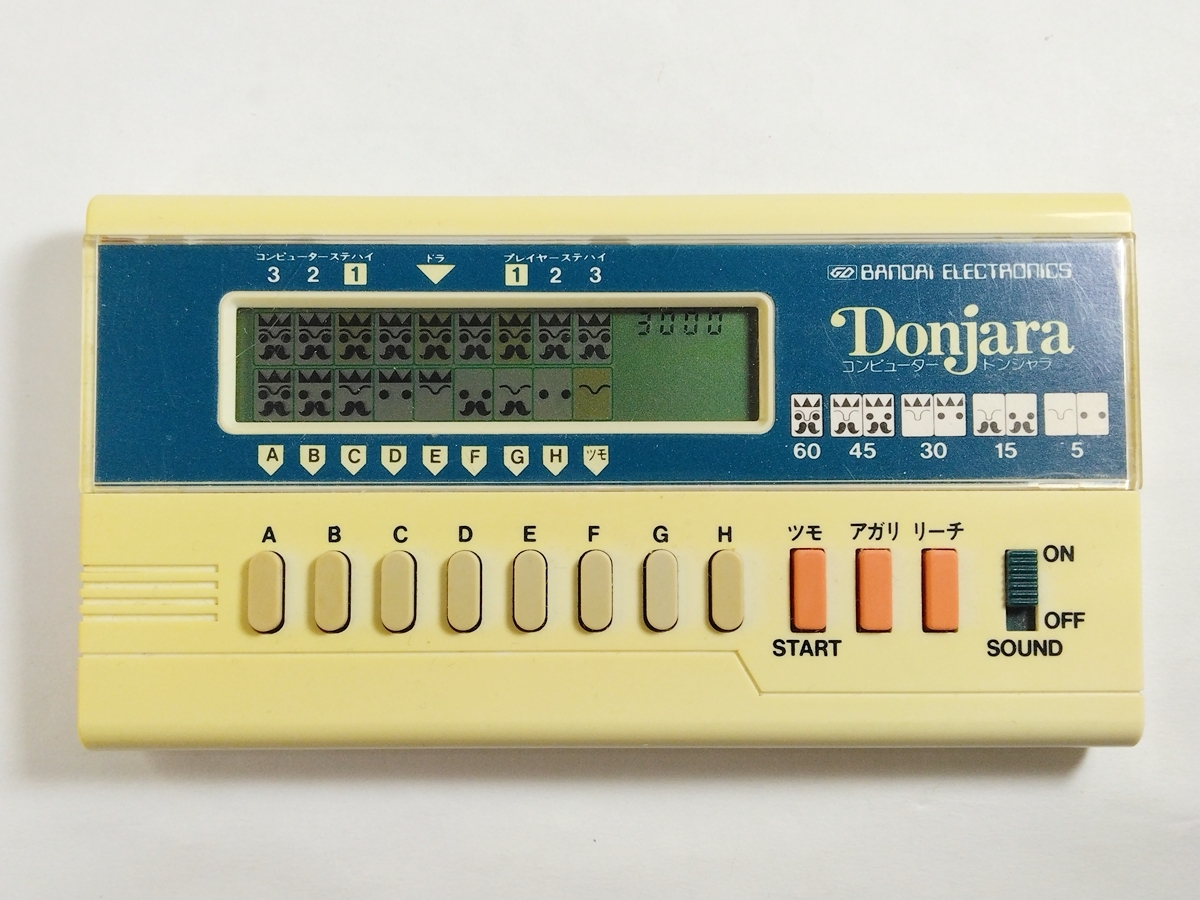 コンピューターステハイ ドラ プレイヤーステハイ
3 2 1 1 2 3
GD BANDAI ELECTRONICS
3000
Donjara
コンピューター ドンジャラ
60 45 30 15 5
A B C D E F G H ツモ
A B C D E F G H
ツモ アガリ リーチ
START
ON
OFF
SOUND